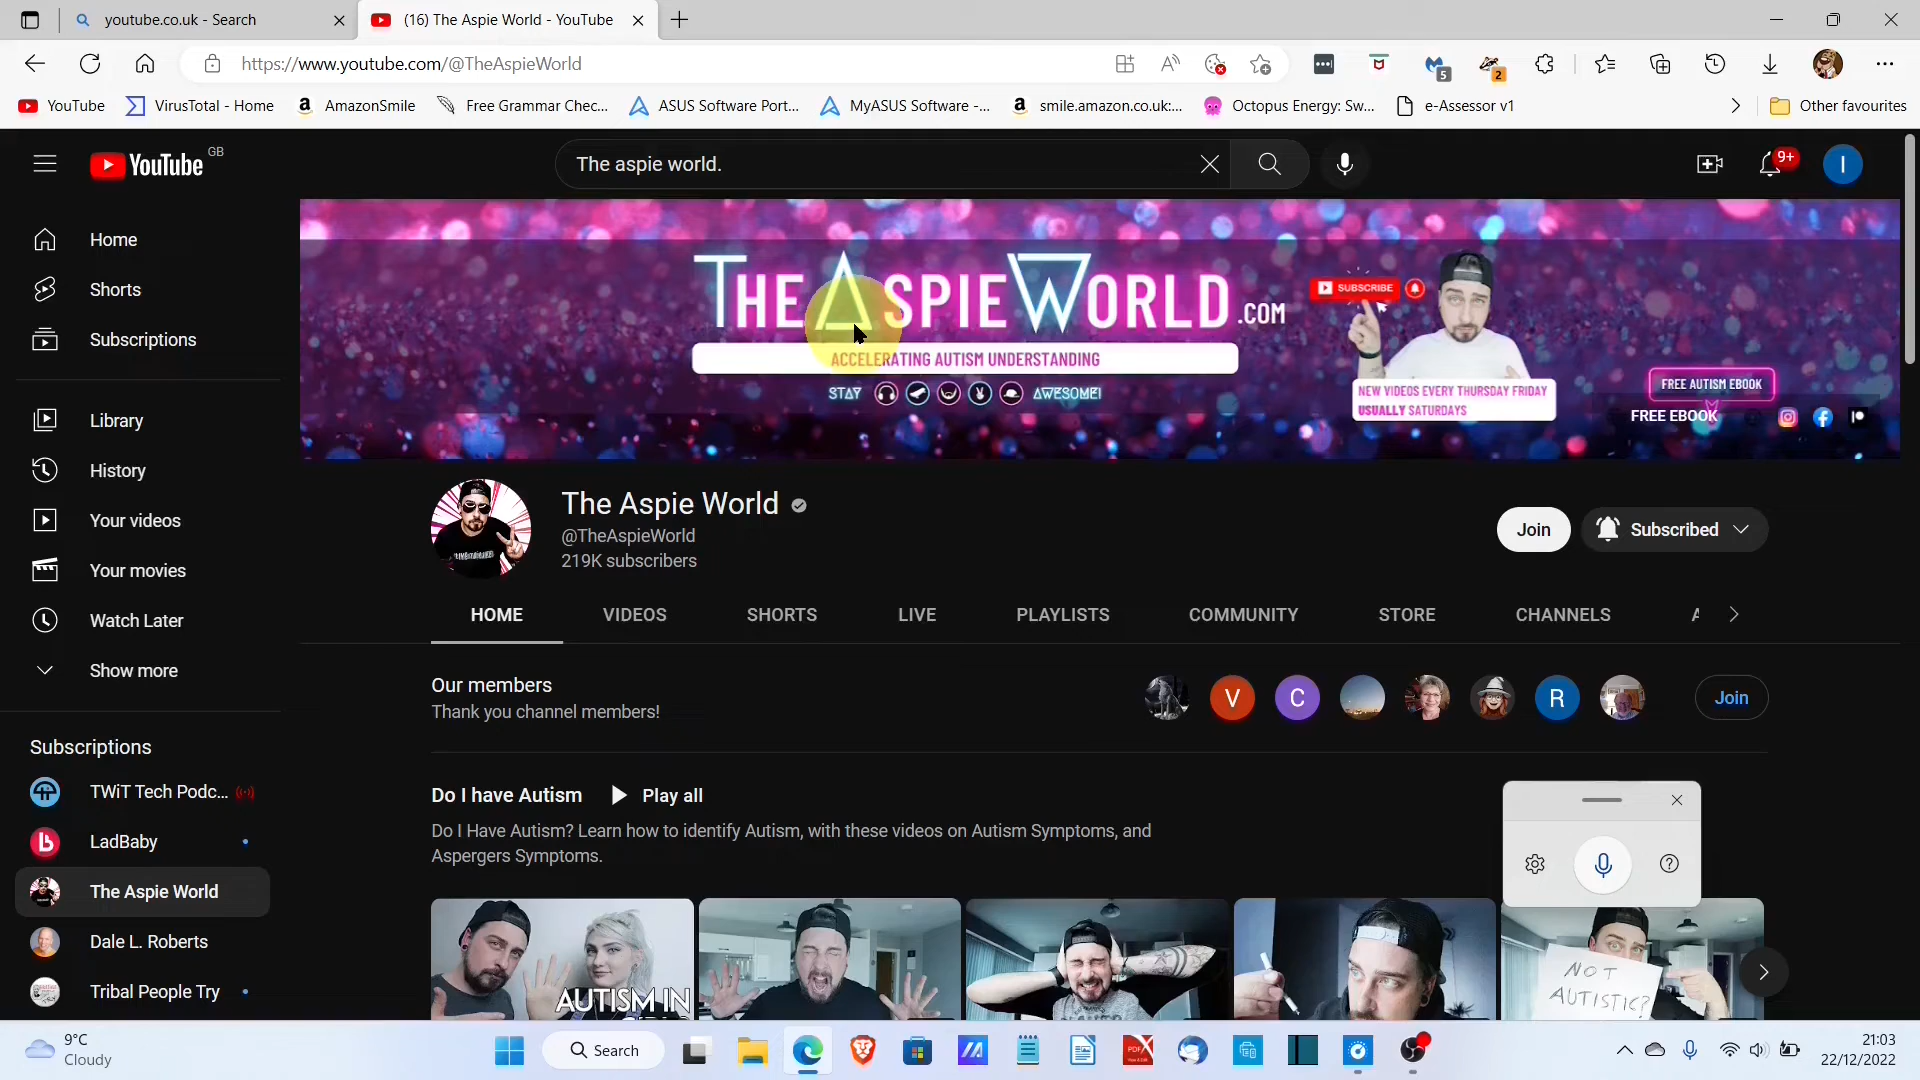 youtube.co.uk - Search
(16) The Aspie World - YouTube
https://www.youtube.com/@TheAspieWorld
5
2
YouTube
VirusTotal - Home
AmazonSmile
Free Grammar Chec...
ASUS Software Port...
MyASUS Software -...
smile.amazon.co.uk:...
Octopus Energy: Sw...
e-Assessor v1
Other favourites
YouTube GB
The aspie world.
9+
I
Home
Shorts
Subscriptions
Library
History
Your videos
Your movies
Watch Later
Show more
Subscriptions
TWiT Tech Podc...
LadBaby
The Aspie World
Dale L. Roberts
Tribal People Try
THE ASPIE WORLD .COM
ACCELERATING AUTISM UNDERSTANDING
STAY AWESOME!
SUBSCRIBE
NEW VIDEOS EVERY THURSDAY FRIDAY
USUALLY SATURDAYS
FREE AUTISM EBOOK
FREE EBOOK
The Aspie World
@TheAspieWorld
219K subscribers
Join
Subscribed
HOME
VIDEOS
SHORTS
LIVE
PLAYLISTS
COMMUNITY
STORE
CHANNELS
Our members
Thank you channel members!
V
C
R
Join
Do I have Autism
Play all
Do I Have Autism? Learn how to identify Autism, with these videos on Autism Symptoms, and
Aspergers Symptoms.
AUTISM IN
NOT
AUTISTIC?
9°C
Cloudy
Search
21:03
22/12/2022